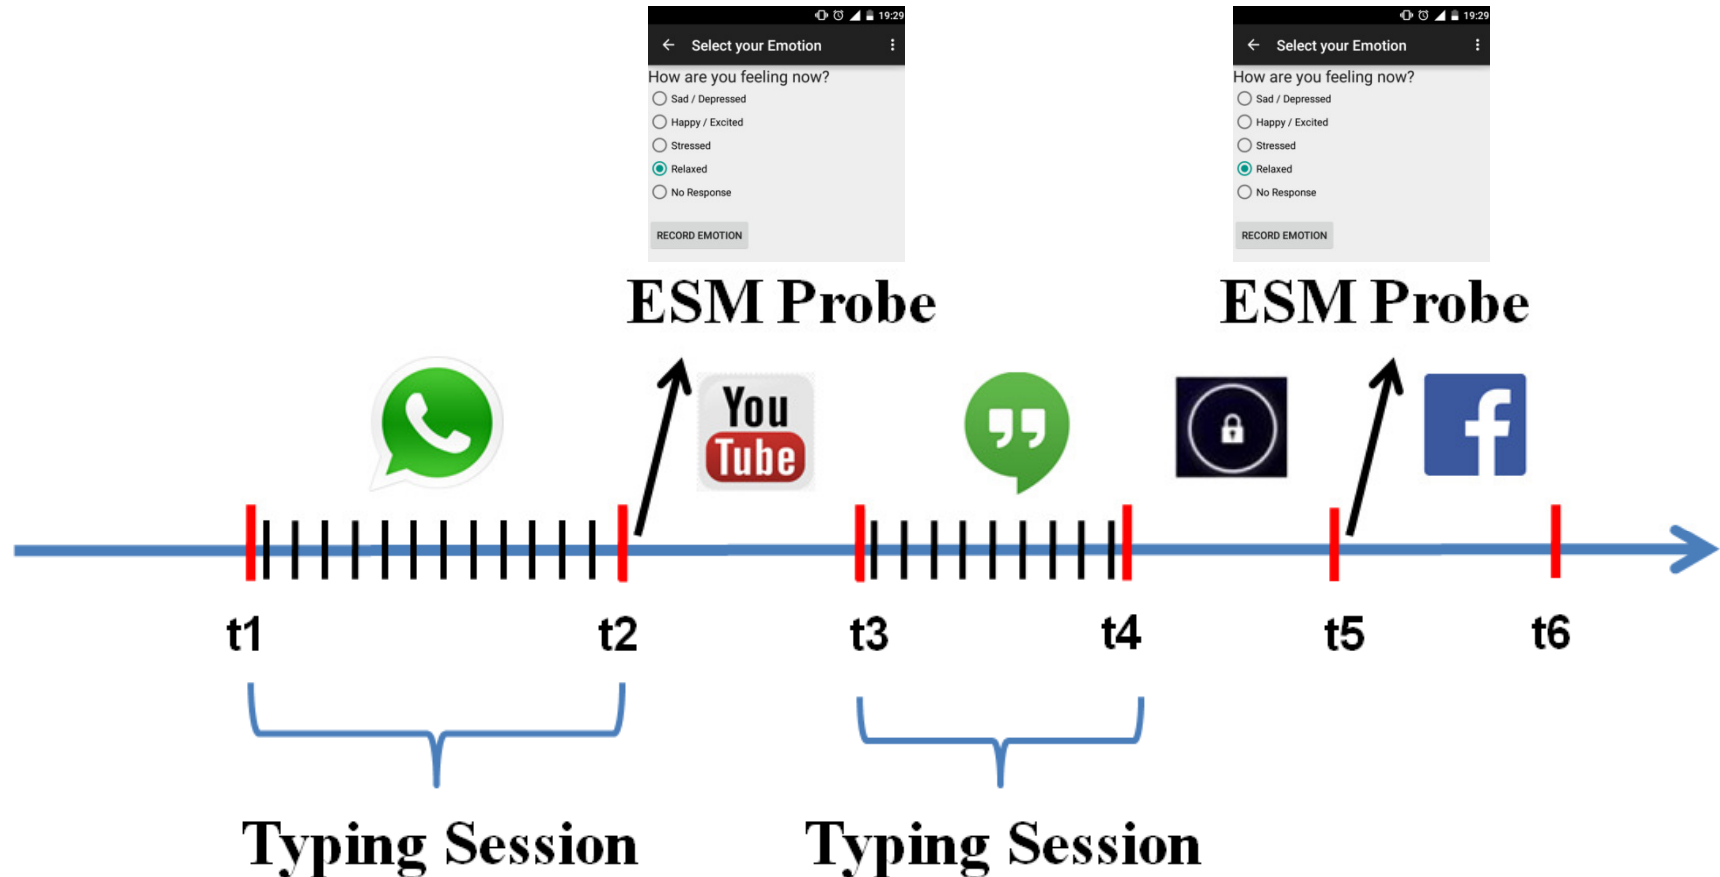 19:29
Select your Emotion
How are you feeling now?
Sad / Depressed
Happy / Excited
Stressed
Relaxed
No Response
RECORD EMOTION
19:29
Select your Emotion
How are you feeling now?
Sad / Depressed
Happy / Excited
Stressed
Relaxed
No Response
RECORD EMOTION
ESM Probe
ESM Probe
You
Tube
f
t1
t2
t3
t4
t5
t6
Typing Session
Typing Session